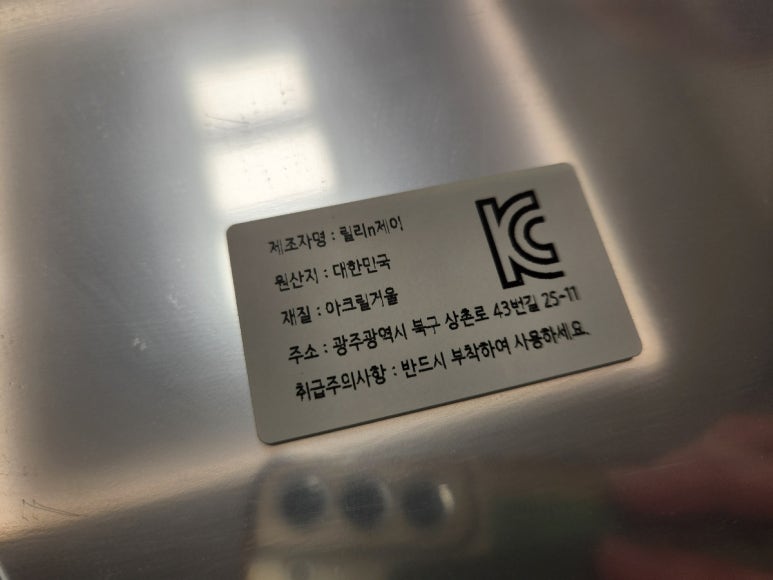 KC
제조자명 : 릴리n제이
원산지 : 대한민국
재질 : 아크릴거울
주소 : 광주광역시 북구 상촌로 43번길 25-11
취급주의사항 : 반드시 부착하여 사용하세요.